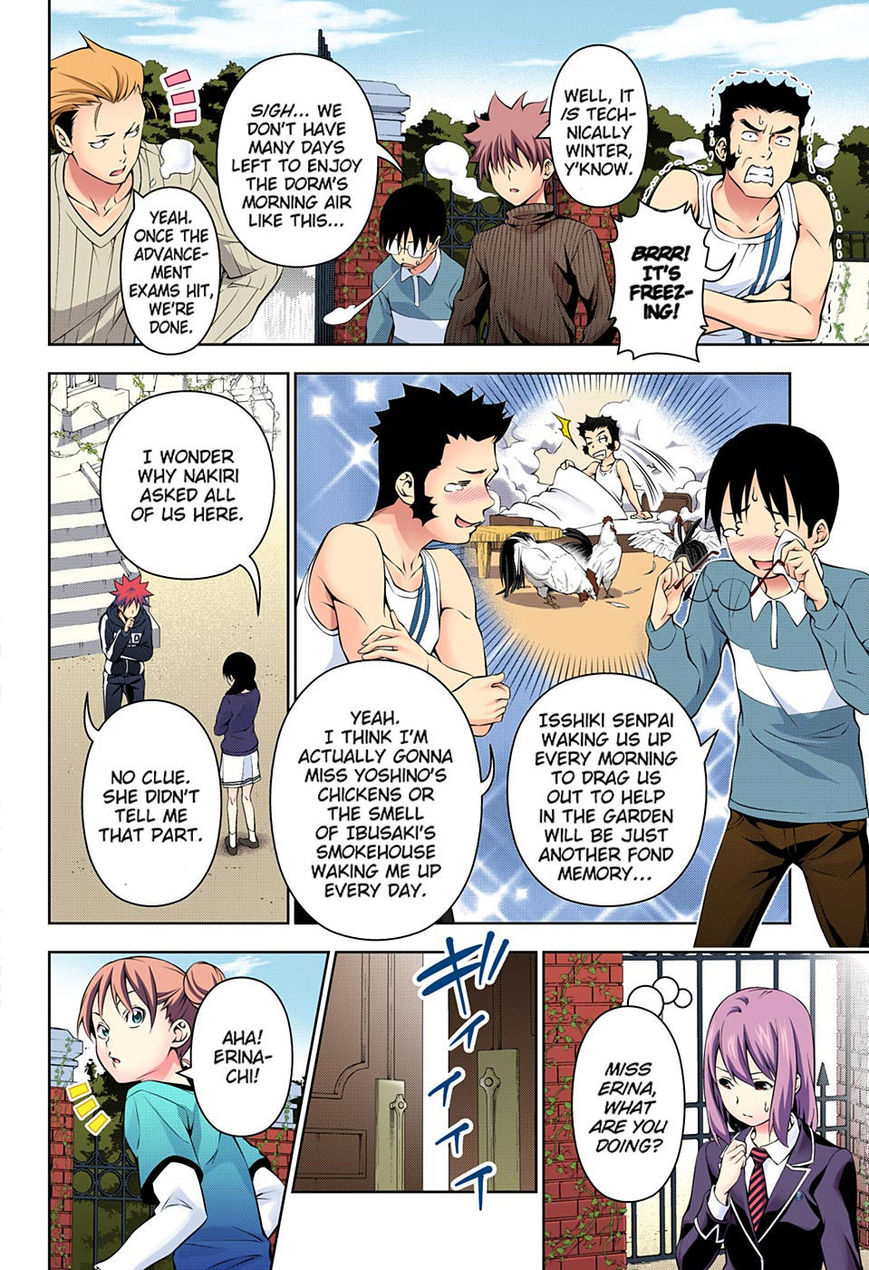 BRRR!
IT'S
FREEZ-
ING!
WELL, IT
IS TECH-
NICALLY
WINTER,
Y'KNOW.
SIGH... WE
DON'T HAVE
MANY DAYS
LEFT TO ENJOY
THE DORM'S
MORNING AIR
LIKE THIS...
YEAH.
ONCE THE
ADVANCE-
MENT
EXAMS HIT,
WE'RE
DONE.
ISSHIKI SENPAI
WAKING US UP
EVERY MORNING
TO DRAG US
OUT TO HELP
IN THE GARDEN
WILL BE JUST
ANOTHER FOND
MEMORY...
YEAH.
I THINK I'M
ACTUALLY GONNA
MISS YOSHINO'S
CHICKENS OR
THE SMELL
OF IBUSAKI'S
SMOKEHOUSE
WAKING ME UP
EVERY DAY.
I WONDER
WHY NAKIRI
ASKED ALL
OF US HERE.
NO CLUE.
SHE DIDN'T
TELL ME
THAT PART.
MISS
ERINA,
WHAT
ARE YOU
DOING?
ギィィィィ
AHA!
ERINA-
CHI!